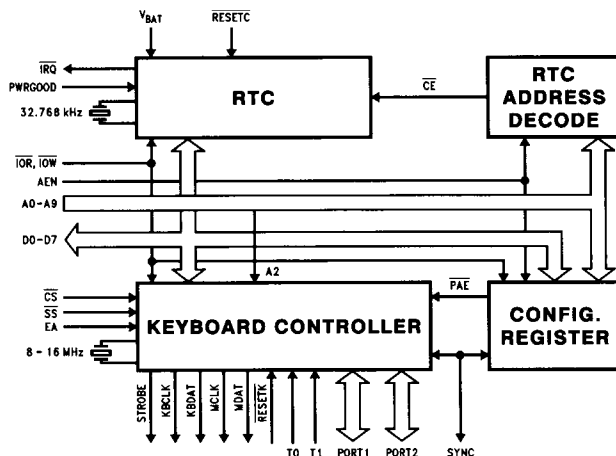 VBAT
RESETC
IRQ
PWRGOOD
32.768 kHz
RTC
CE
RTC
ADDRESS
DECODE
IOR, IOW
AEN
A0-A9
D0-D7
A2
PAE
CS
SS
EA
8 - 16 MHz
KEYBOARD CONTROLLER
CONFIG.
REGISTER
STROBE
KBCLK
KBDAT
MCLK
MDAT
RESETK
T0
T1
PORT1
PORT2
SYNC